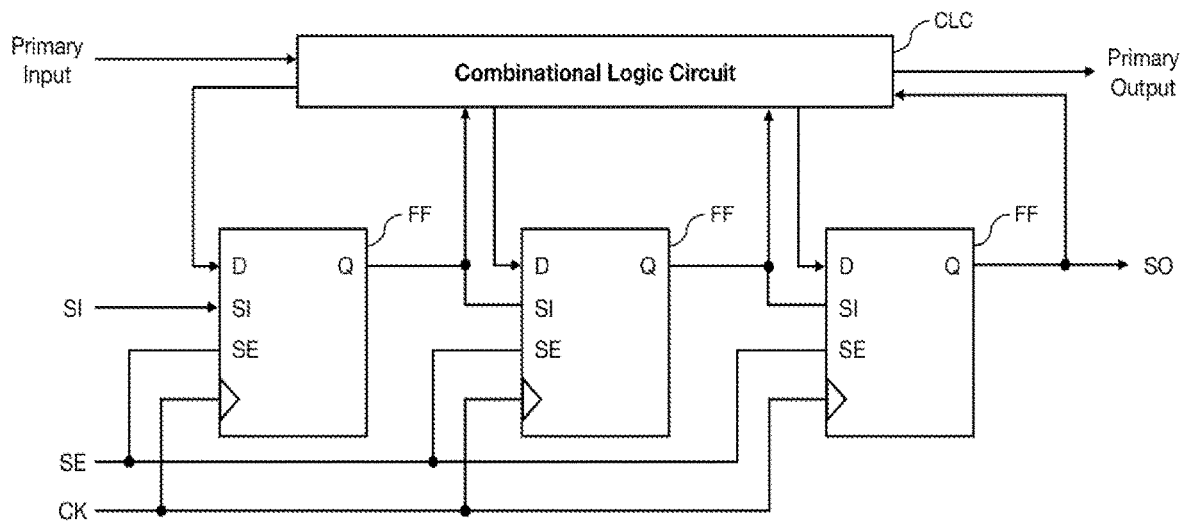 CLC
Primary
Input
Combinational Logic Circuit
Primary
Output
FF
FF
FF
D
Q
D
Q
D
Q
SO
SI
SI
SI
SI
SE
SE
SE
SE
CK